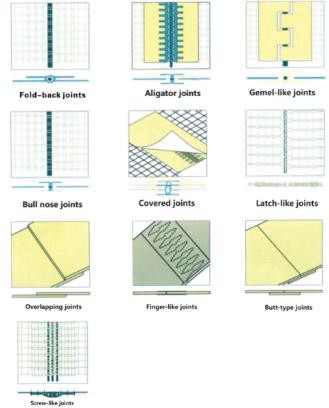 Fold-back joints
Aligator joints
Gemel-like joints
Bull nose joints
Covered joints
Latch-like joints
Overlapping joints
Finger-like joints
Butt-type joints
Screw-like joints